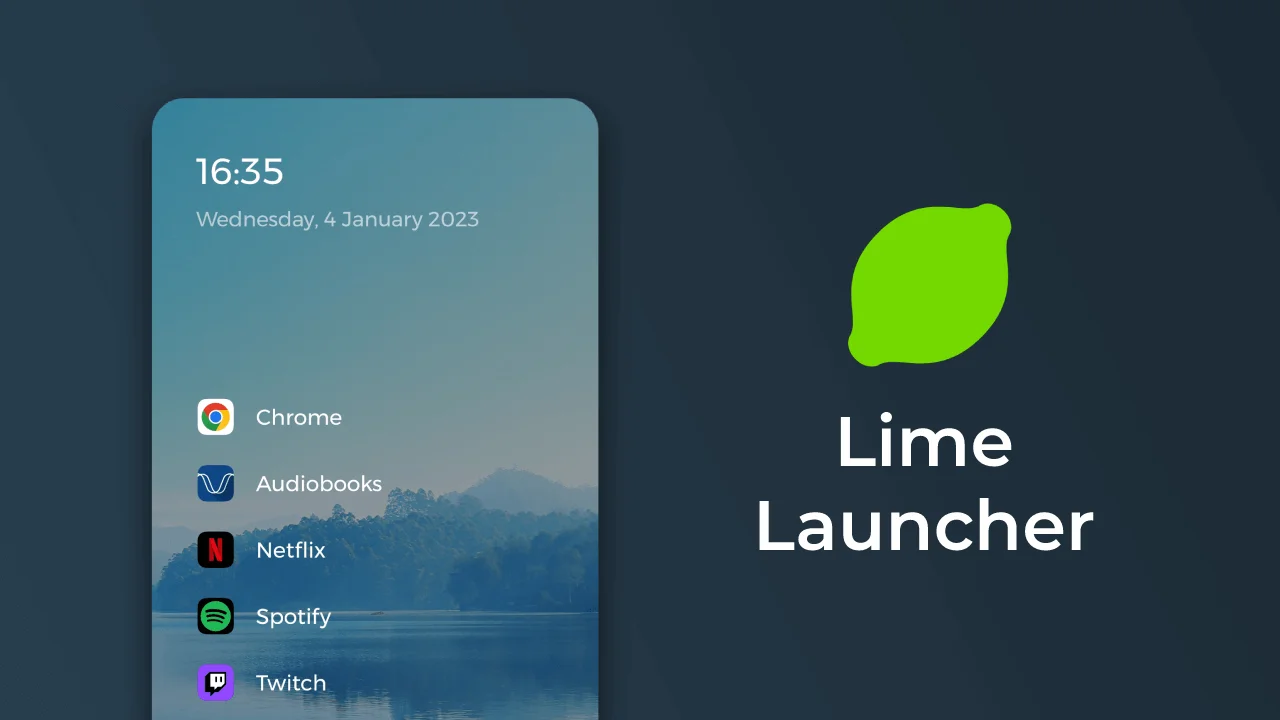 16:35
Wednesday, 4 January 2023
Chrome
Audiobooks
Netflix
Spotify
Twitch
Lime
Launcher